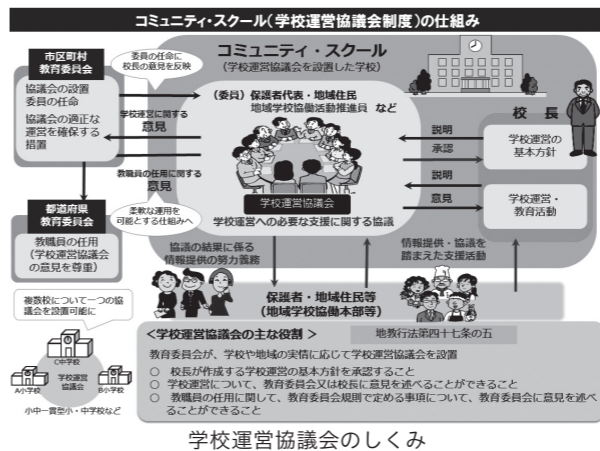 コミュニティ・スクール(学校運営協議会制度)の仕組み
市区町村
教育委員会
協議会の設置
委員の任命
協議会の適正な
運営を確保する
措置
委員の任命に
校長の意見を反映
コミュニティ・スクール
(学校運営協議会を設置した学校)
(委員)保護者代表・地域住民
地域学校協働活動推進員 など
学校運営に関する
意見
教職員の任用に関する
意見
学校運営協議会
学校運営への必要な支援に関する協議
校 長
説明
承認
学校運営の
基本方針
説明
意見
学校運営・
教育活動
都道府県
教育委員会
教職員の任用
(学校運営協議会
の意見を尊重)
柔軟な運用を
可能とする仕組みへ
協議の結果に係る
情報提供の努力義務
情報提供・協議を
踏まえた支援活動
保護者・地域住民等
(地域学校協働本部等)
複数校について一つの協
議会を設置可能に
C中学校
学校運営
協議会
A小学校
B小学校
小中一貫型小・中学校など
<学校運営協議会の主な役割 >
地教行法第四十七条の五
教育委員会が、学校や地域の実情に応じて学校運営協議会を設置
○ 校長が作成する学校運営の基本方針を承認すること
○ 学校運営について、教育委員会又は校長に意見を述べることができること
○ 教職員の任用に関して、教育委員会規則で定める事項について、教育委員会に意見を述べ
ることができること
学校運営協議会のしくみ